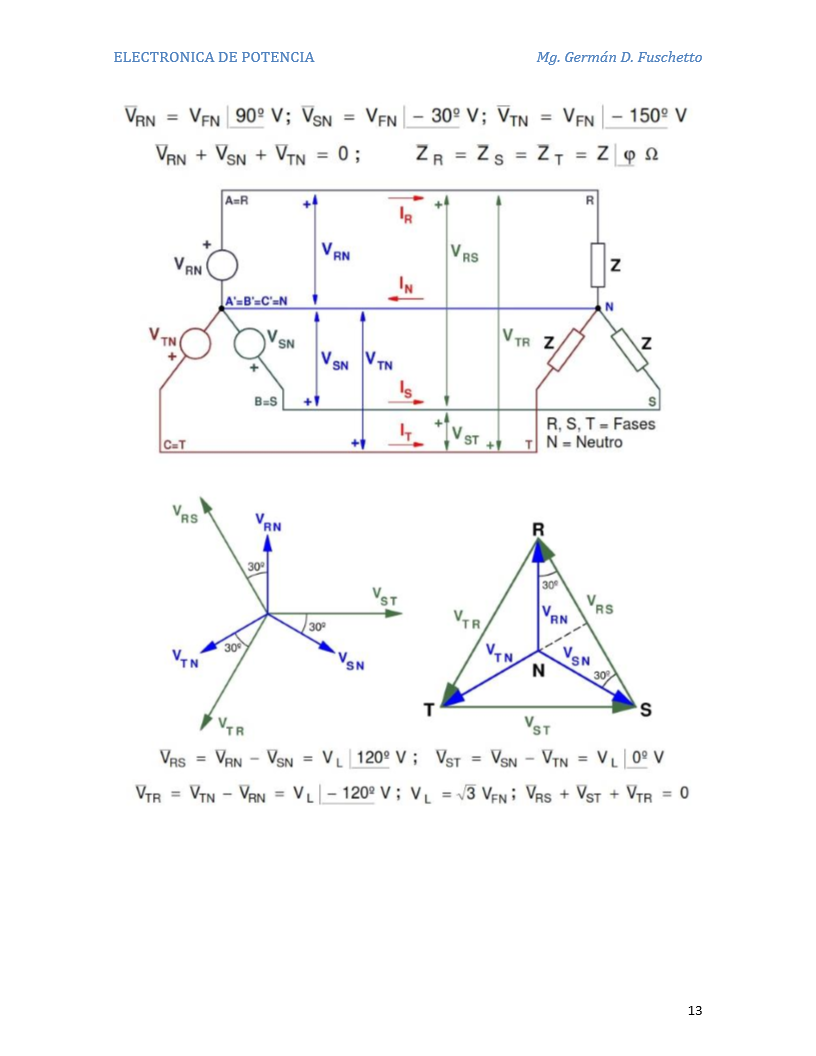 ELECTRONICA DE POTENCIA Mg. Germán D. Fuschetto
V̅RN = VFN | 90º V; V̅SN = VFN | – 30º V; V̅TN = VFN | – 150º V
V̅RN + V̅SN + V̅TN = 0 ; Z̅ R = Z̅ S = Z̅ T = Z | φ Ω
A=R
R
+
+
IR
+
VRN
VRS
+
VRN
Z
IN
A'=B'=C'=N
N
VTN
+
VSN
+
VSN
VTN
VTR
Z
Z
IS
B=S
+
S
IT
+
+
VST
+
C=T
T
R, S, T = Fases
N = Neutro
VRS
VRN
30º
VST
30º
VTN
30º
VSN
VTR
R
30º
VTR
VRN
VRS
VTN
VSN
N
30º
T
S
VST
V̅RS = V̅RN – V̅SN = VL | 120º V ; V̅ST = V̅SN – V̅TN = VL | 0º V
V̅TR = V̅TN – V̅RN = VL | – 120º V ; VL = √3 VFN ; V̅RS + V̅ST + V̅TR = 0
13